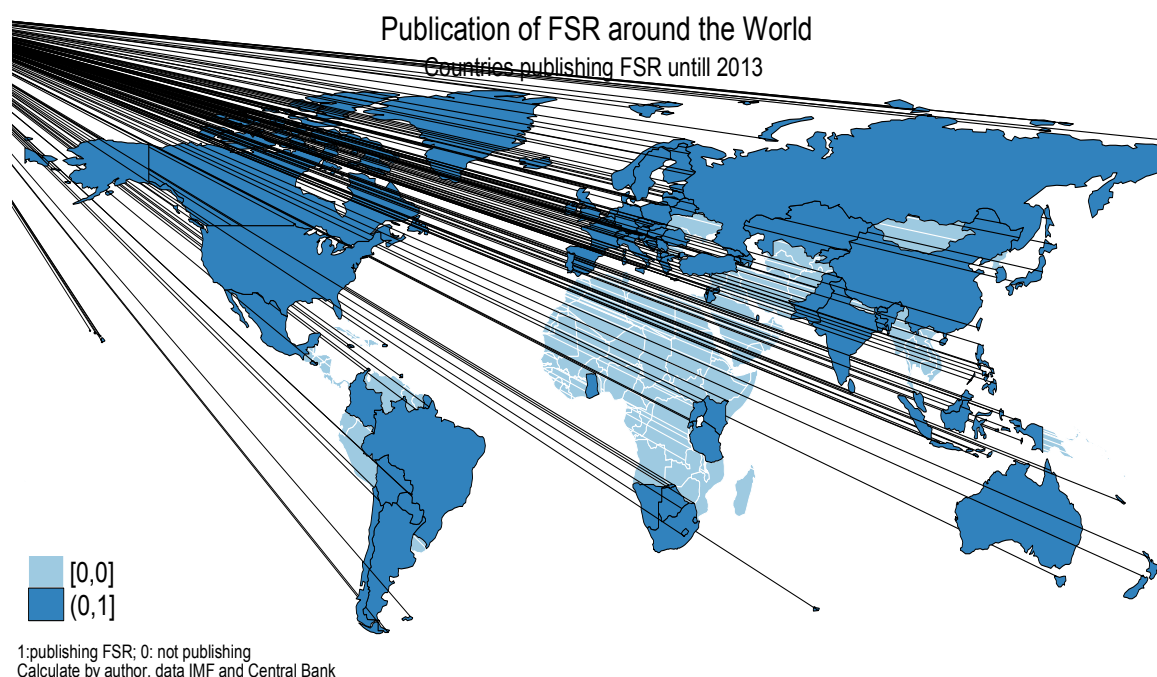 Publication of FSR around the World
Countries publishing FSR untill 2013
[0,0]
(0,1]
1:publishing FSR; 0: not publishing
Calculate by author, data IMF and Central Bank